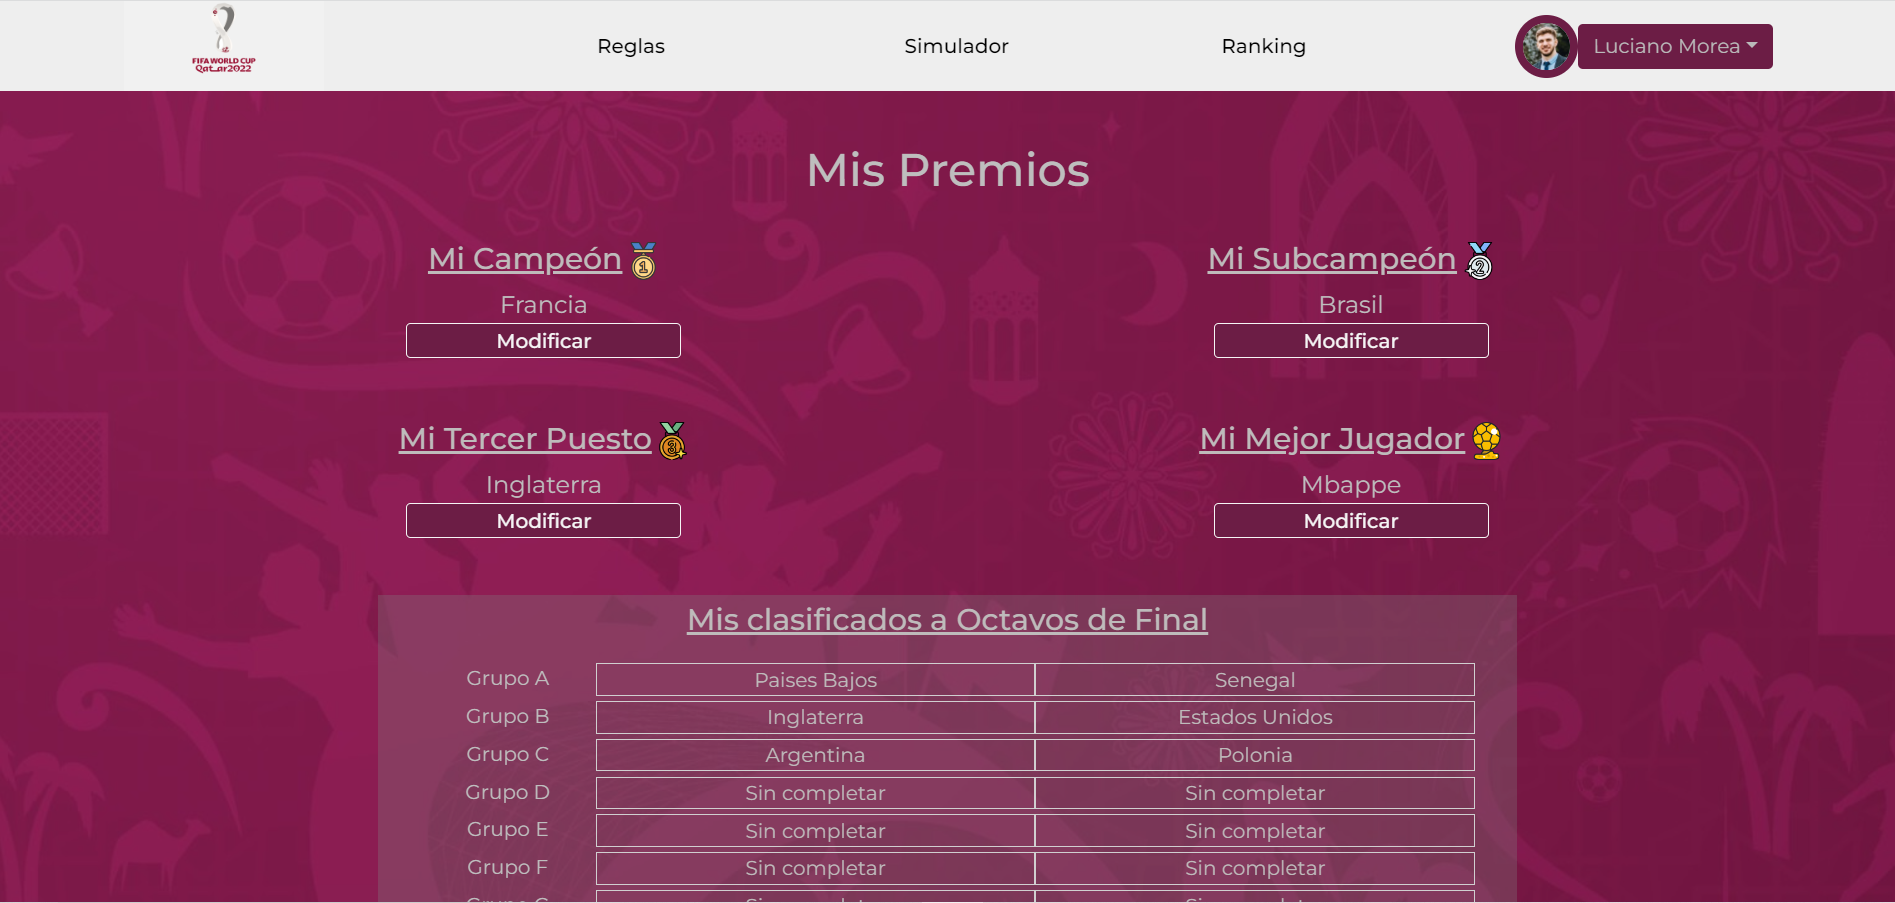 FIFA WORLD CUP
Qatar2022
Reglas
Simulador
Ranking
Luciano Morea
Mis Premios
Mi Campeón
1
Francia
Modificar
Mi Subcampeón
2
Brasil
Modificar
Mi Tercer Puesto
3
Inglaterra
Modificar
Mi Mejor Jugador
Mbappe
Modificar
Mis clasificados a Octavos de Final
Grupo A Paises Bajos Senegal
Grupo B Inglaterra Estados Unidos
Grupo C Argentina Polonia
Grupo D Sin completar Sin completar
Grupo E Sin completar Sin completar
Grupo F Sin completar Sin completar